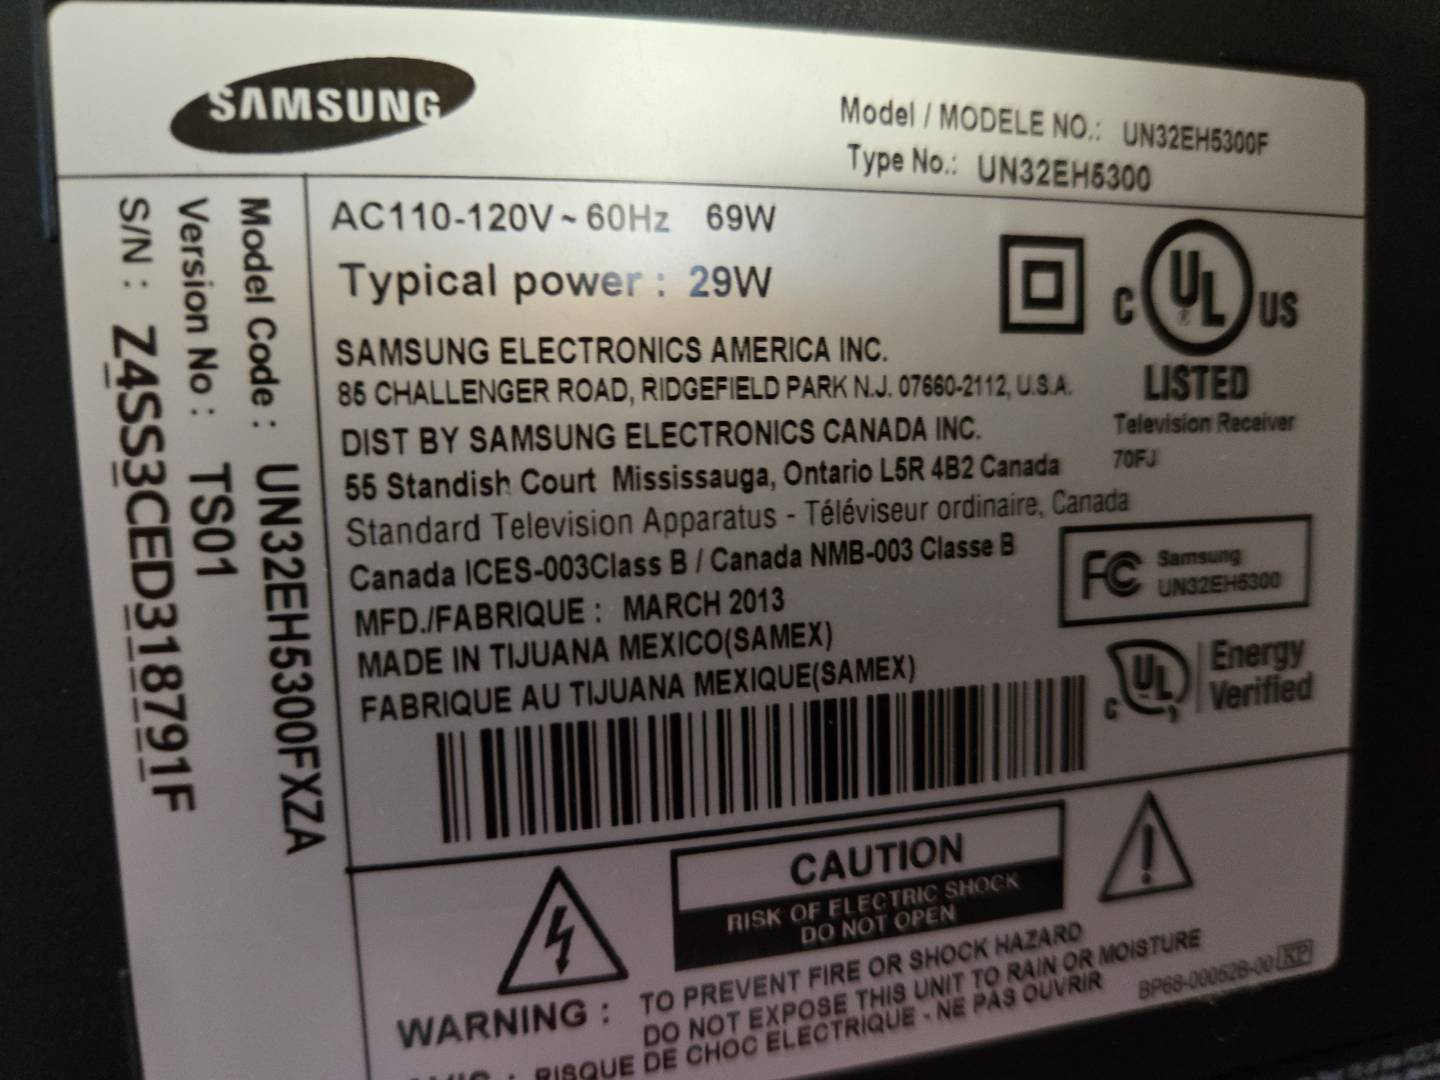 SAMSUNG
Model / MODELE NO.: UN32EH5300F
Type No.: UN32EH5300
Model Code : UN32EH5300FXZA
Version No : TS01
S/N : Z4SS3CED318791F
AC110-120V ~ 60Hz 69W
Typical power : 29W
SAMSUNG ELECTRONICS AMERICA INC.
85 CHALLENGER ROAD, RIDGEFIELD PARK N.J. 07660-2112, U.S.A.
DIST BY SAMSUNG ELECTRONICS CANADA INC.
55 Standish Court Mississauga, Ontario L5R 4B2 Canada
Standard Television Apparatus - Téléviseur ordinaire, Canada
Canada ICES-003Class B / Canada NMB-003 Classe B
MFD./FABRIQUE : MARCH 2013
MADE IN TIJUANA MEXICO(SAMEX)
FABRIQUE AU TIJUANA MEXIQUE(SAMEX)
C UL US
LISTED
Television Receiver
70FJ
FC Samsung
UN32EH5300
C UL Energy
Verified
CAUTION
RISK OF ELECTRIC SHOCK
DO NOT OPEN
WARNING : TO PREVENT FIRE OR SHOCK HAZARD
DO NOT EXPOSE THIS UNIT TO RAIN OR MOISTURE
RISQUE DE CHOC ELECTRIQUE - NE PAS OUVRIR
BP68-00052B-00 KP